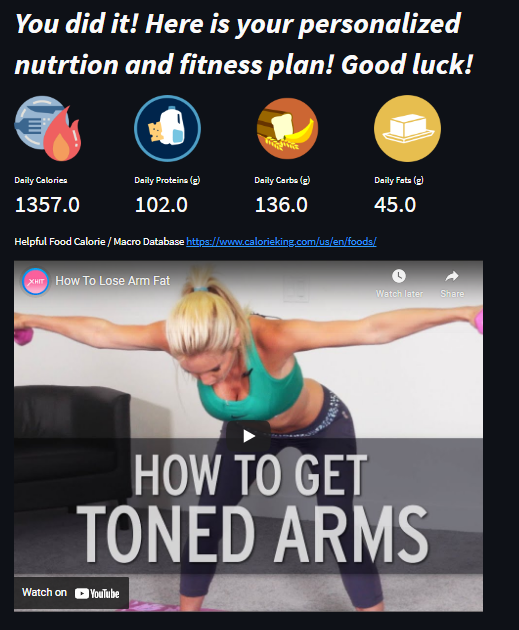 You did it! Here is your personalized
nutrtion and fitness plan! Good luck!
Daily Calories
1357.0
Daily Proteins (g)
102.0
Daily Carbs (g)
136.0
Daily Fats (g)
45.0
Helpful Food Calorie / Macro Database https://www.calorieking.com/us/en/foods/
XHIT
How To Lose Arm Fat
Watch later
Share
HOW TO GET
TONED ARMS
Watch on YouTube